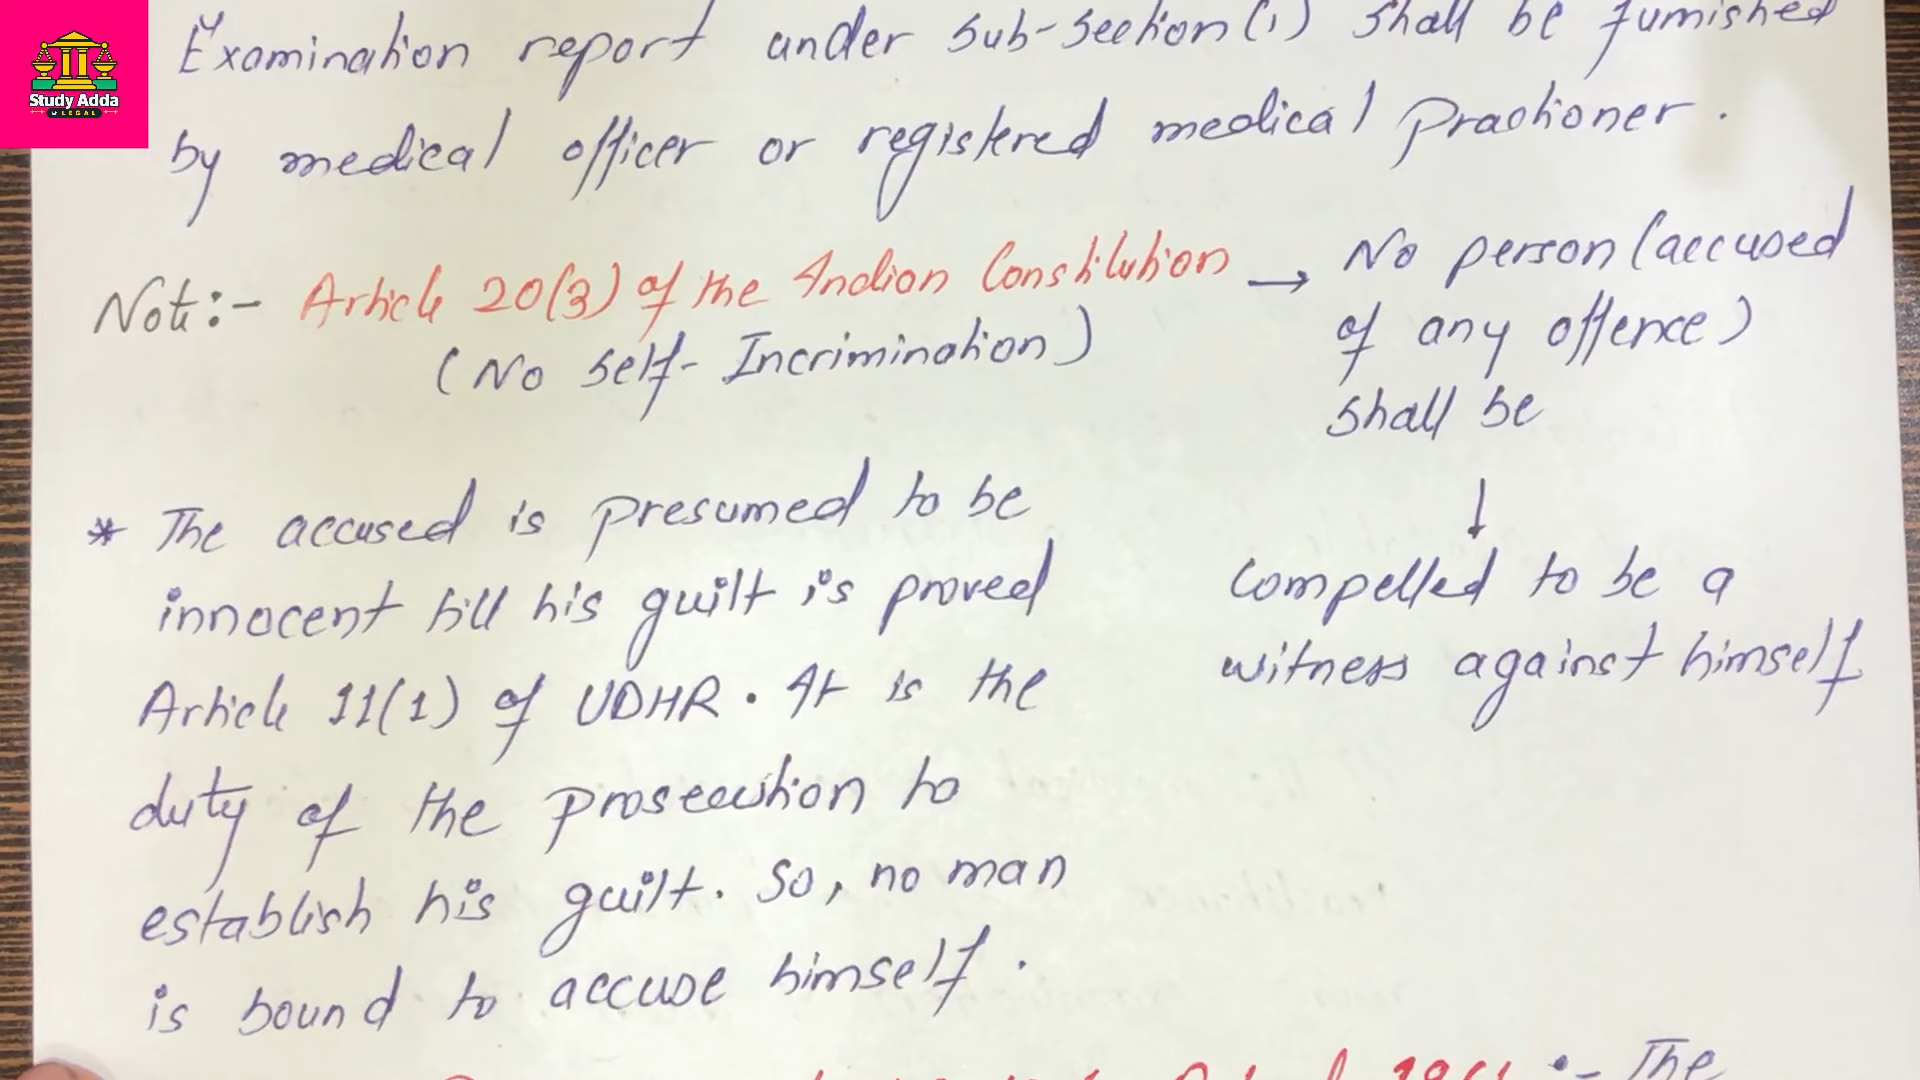 Study Adda
LEGAL
Examination report under Sub-Section (1) Shall be furnished
by medical officer or registered medical Practioner.
Note:- Article 20(3) of the Indian Constitution → No person (accused
of any offence)
(No Self-Incrimination)
Shall be
↓
Compelled to be a
witness against himself
* The accused is presumed to be
innocent till his guilt is proved
Article 11(1) of UDHR. It is the
duty of the prosecution to
establish his guilt. So, no man
is bound to accuse himself.
:- The